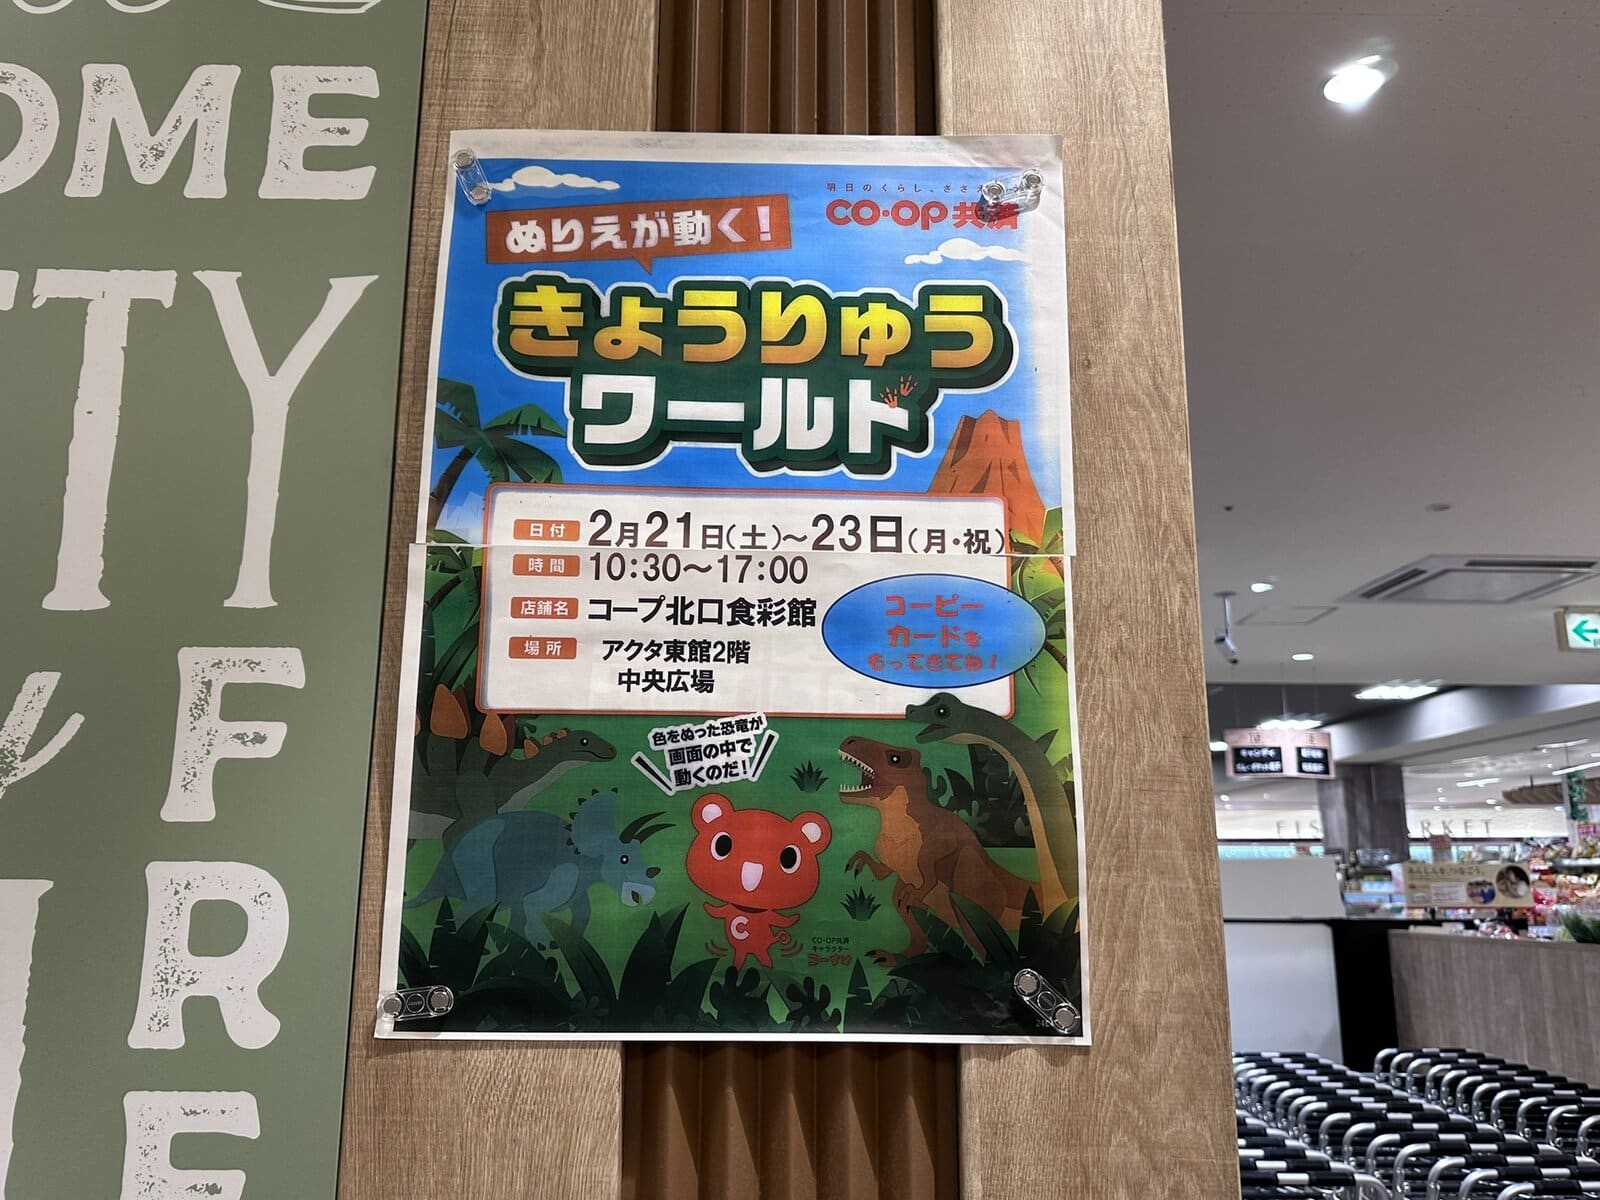 OME
TY
F
R
E
明日のくらし、ささえ
CO·OP共済
ぬりえが動く!
きょうりゅう
ワールド
日付 2月21日(土)~23日(月·祝)
時間 10:30~17:00
店舗名 コープ北口食彩館
場所 アクタ東館2階
中央広場
コーピー
カードを
もってきてね!
色をぬった恐竜が
画面の中で
動くのだ!
C
CO·OP共済
キャラクター
コーすけ
FIS
RKET